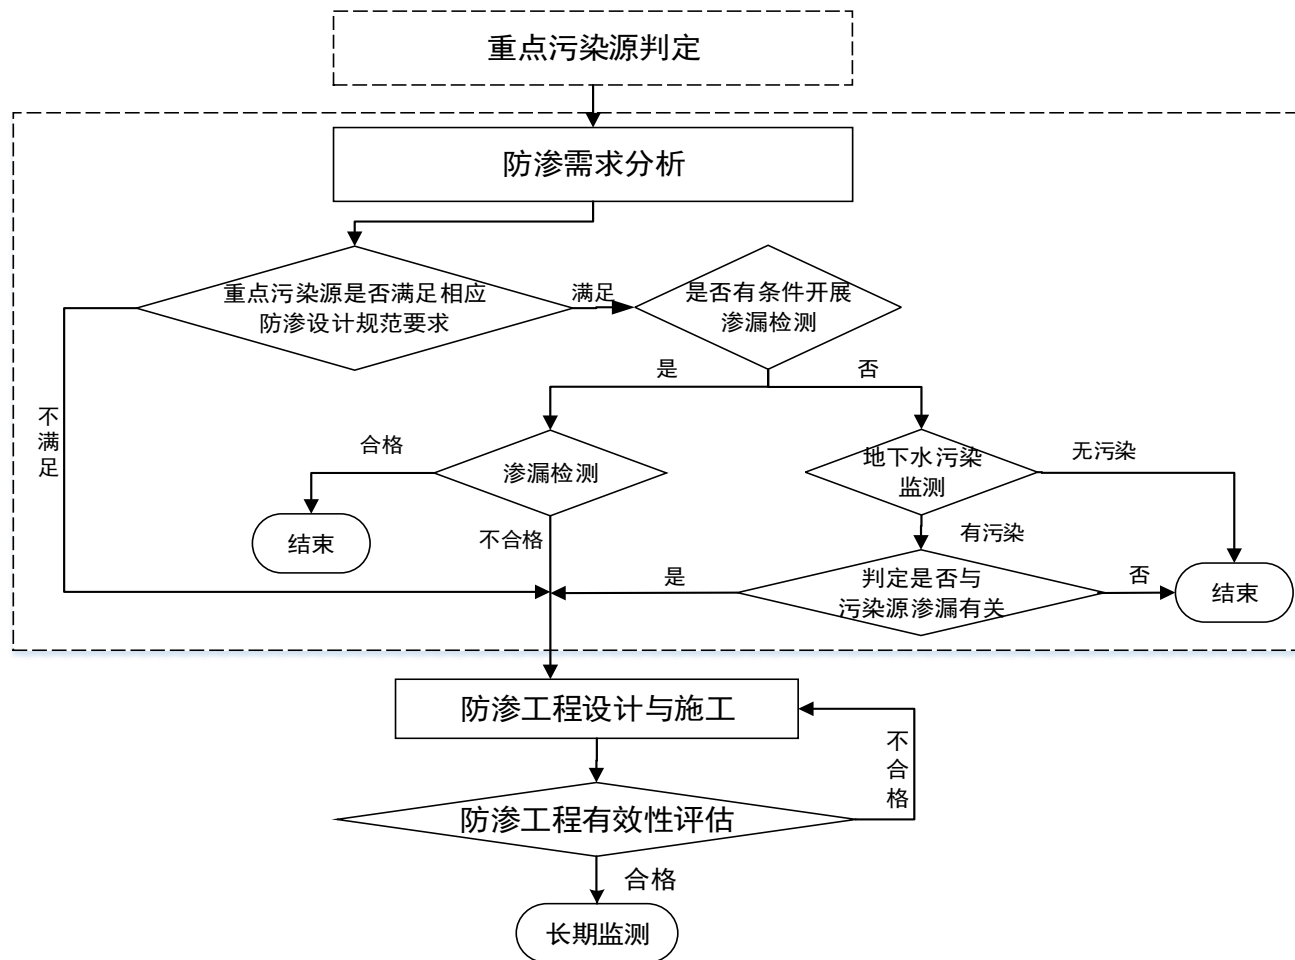 重点污染源判定
防渗需求分析
重点污染源是否满足相应
防渗设计规范要求
满足
是否有条件开展
渗漏检测
是
否
不
满
足
合格
渗漏检测
地下水污染
监测
无污染
结束
不合格
有污染
是
判定是否与
污染源渗漏有关
否
结束
防渗工程设计与施工
不
合
格
防渗工程有效性评估
合格
长期监测